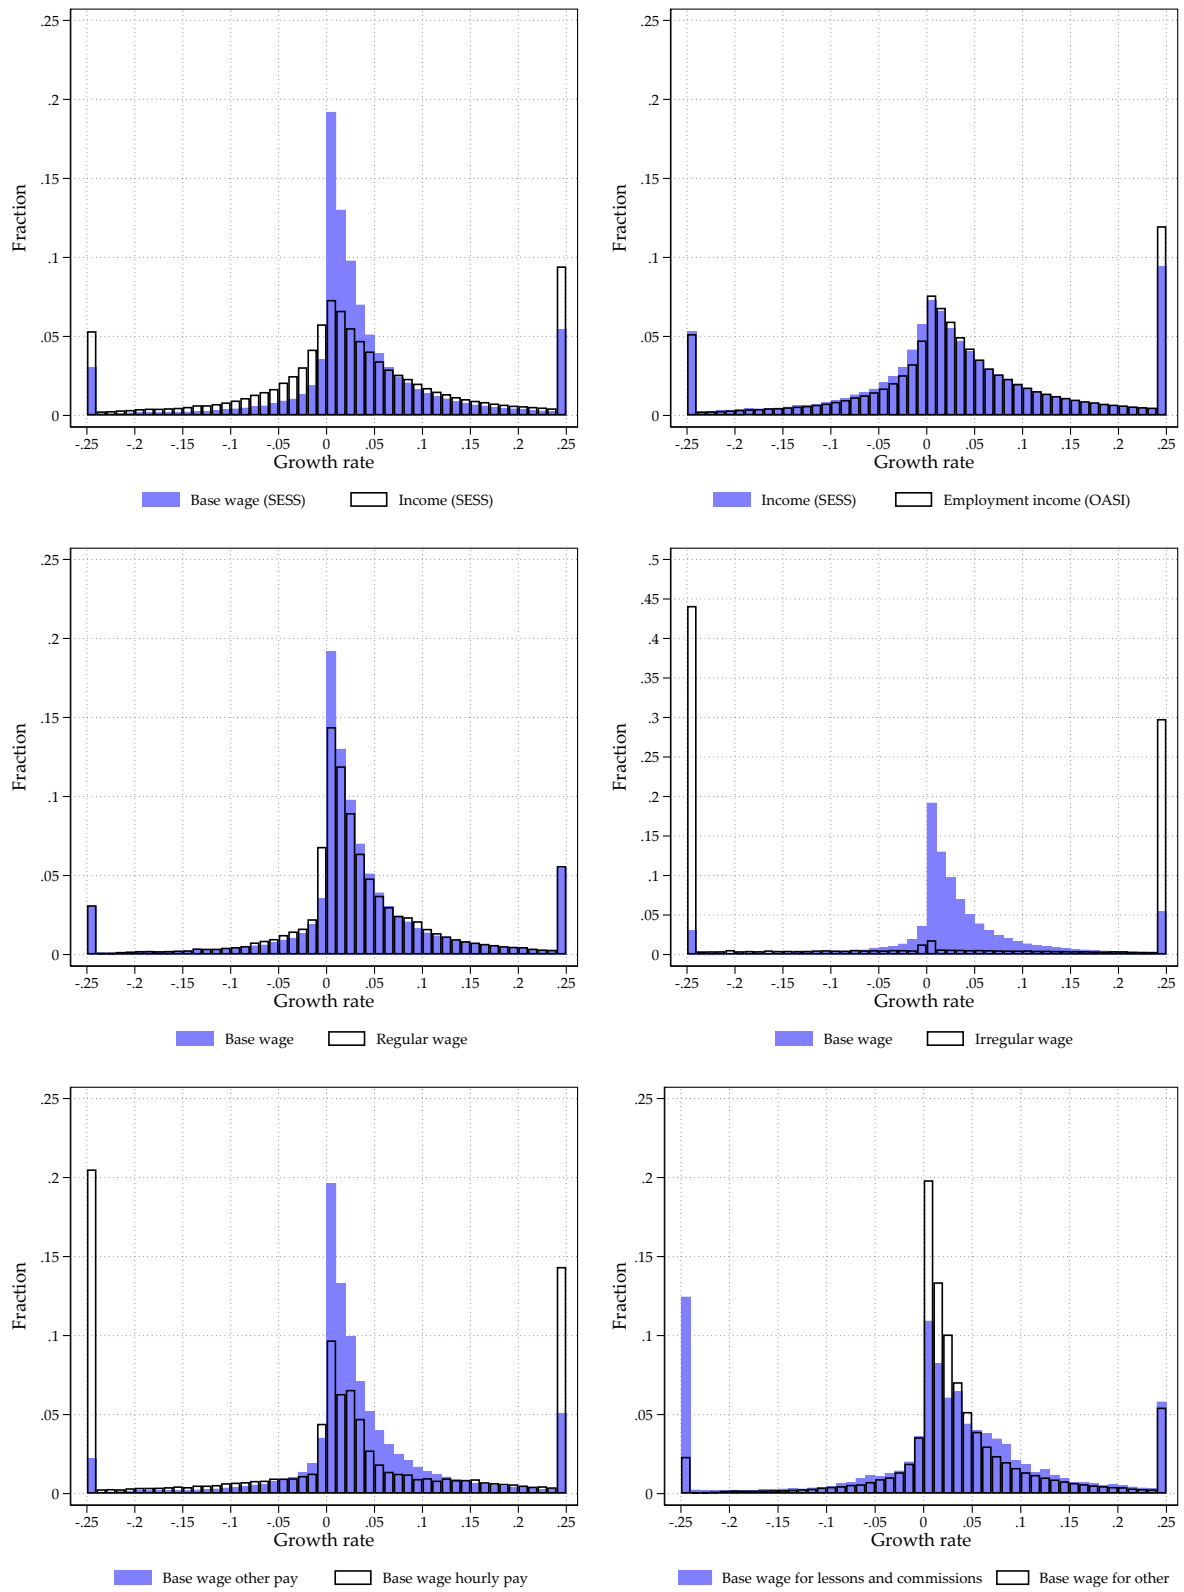 .25
.2
.15
.1
.05
0
Fraction
-.25 -.2 -.15 -.1 -.05 0 .05 .1 .15 .2 .25
Growth rate
Base wage (SESS) Income (SESS)
.25
.2
.15
.1
.05
0
Fraction
-.25 -.2 -.15 -.1 -.05 0 .05 .1 .15 .2 .25
Growth rate
Income (SESS) Employment income (OASI)
.25
.2
.15
.1
.05
0
Fraction
-.25 -.2 -.15 -.1 -.05 0 .05 .1 .15 .2 .25
Growth rate
Base wage Regular wage
.5
.45
.4
.35
.3
.25
.2
.15
.1
.05
0
Fraction
-.25 -.2 -.15 -.1 -.05 0 .05 .1 .15 .2 .25
Growth rate
Base wage Irregular wage
.25
.2
.15
.1
.05
0
Fraction
-.25 -.2 -.15 -.1 -.05 0 .05 .1 .15 .2 .25
Growth rate
Base wage other pay Base wage hourly pay
.25
.2
.15
.1
.05
0
Fraction
-.25 -.2 -.15 -.1 -.05 0 .05 .1 .15 .2 .25
Growth rate
Base wage for lessons and commissions Base wage for other